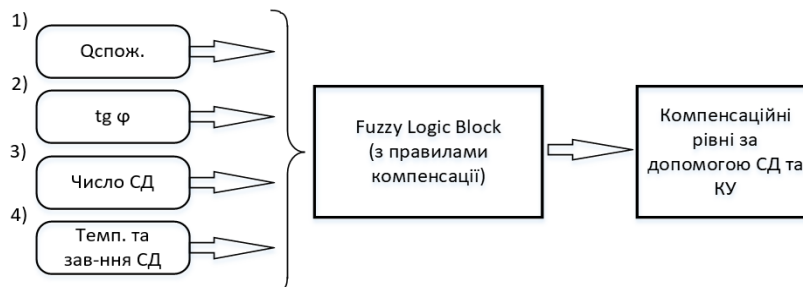 1)
Qспож.
2)
tg φ
3)
Число СД
4)
Темп. та
зав-ння СД
Fuzzy Logic Block
(з правилами
компенсації)
Компенсаційні
рівні за
допомогою СД та
КУ